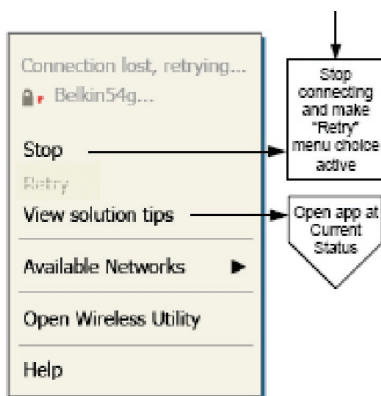 Connection lost, retrying...
Belkin54g...
Stop
Retry
View solution tips
Available Networks
Open Wireless Utility
Help
Stop
connecting
and make
"Retry"
menu choice
active
Open app at
Current
Status